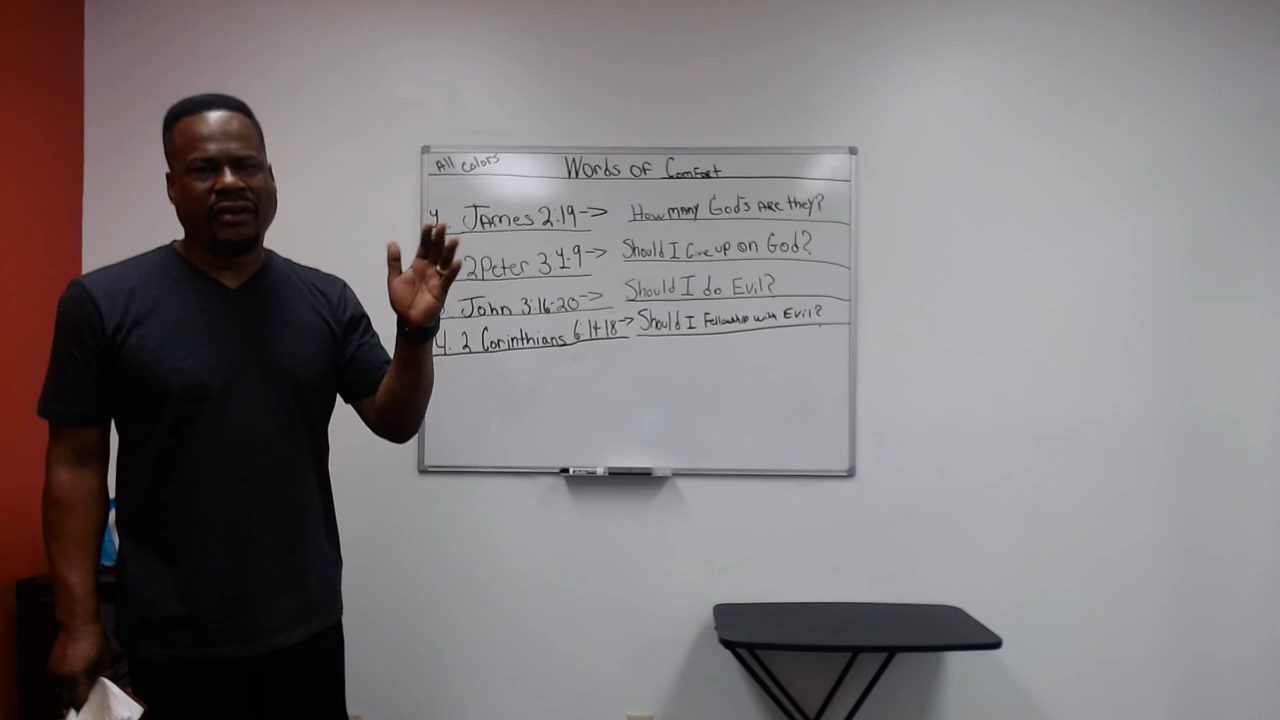 All Colors
Words of Comfort
James 2:19-> How many God's are they?
2 Peter 3:4-9-> Should I Give up on God?
John 3:16-20-> Should I do Evil?
4. 2 Corinthians 6:14-18-> Should I Fellowship with Evil?